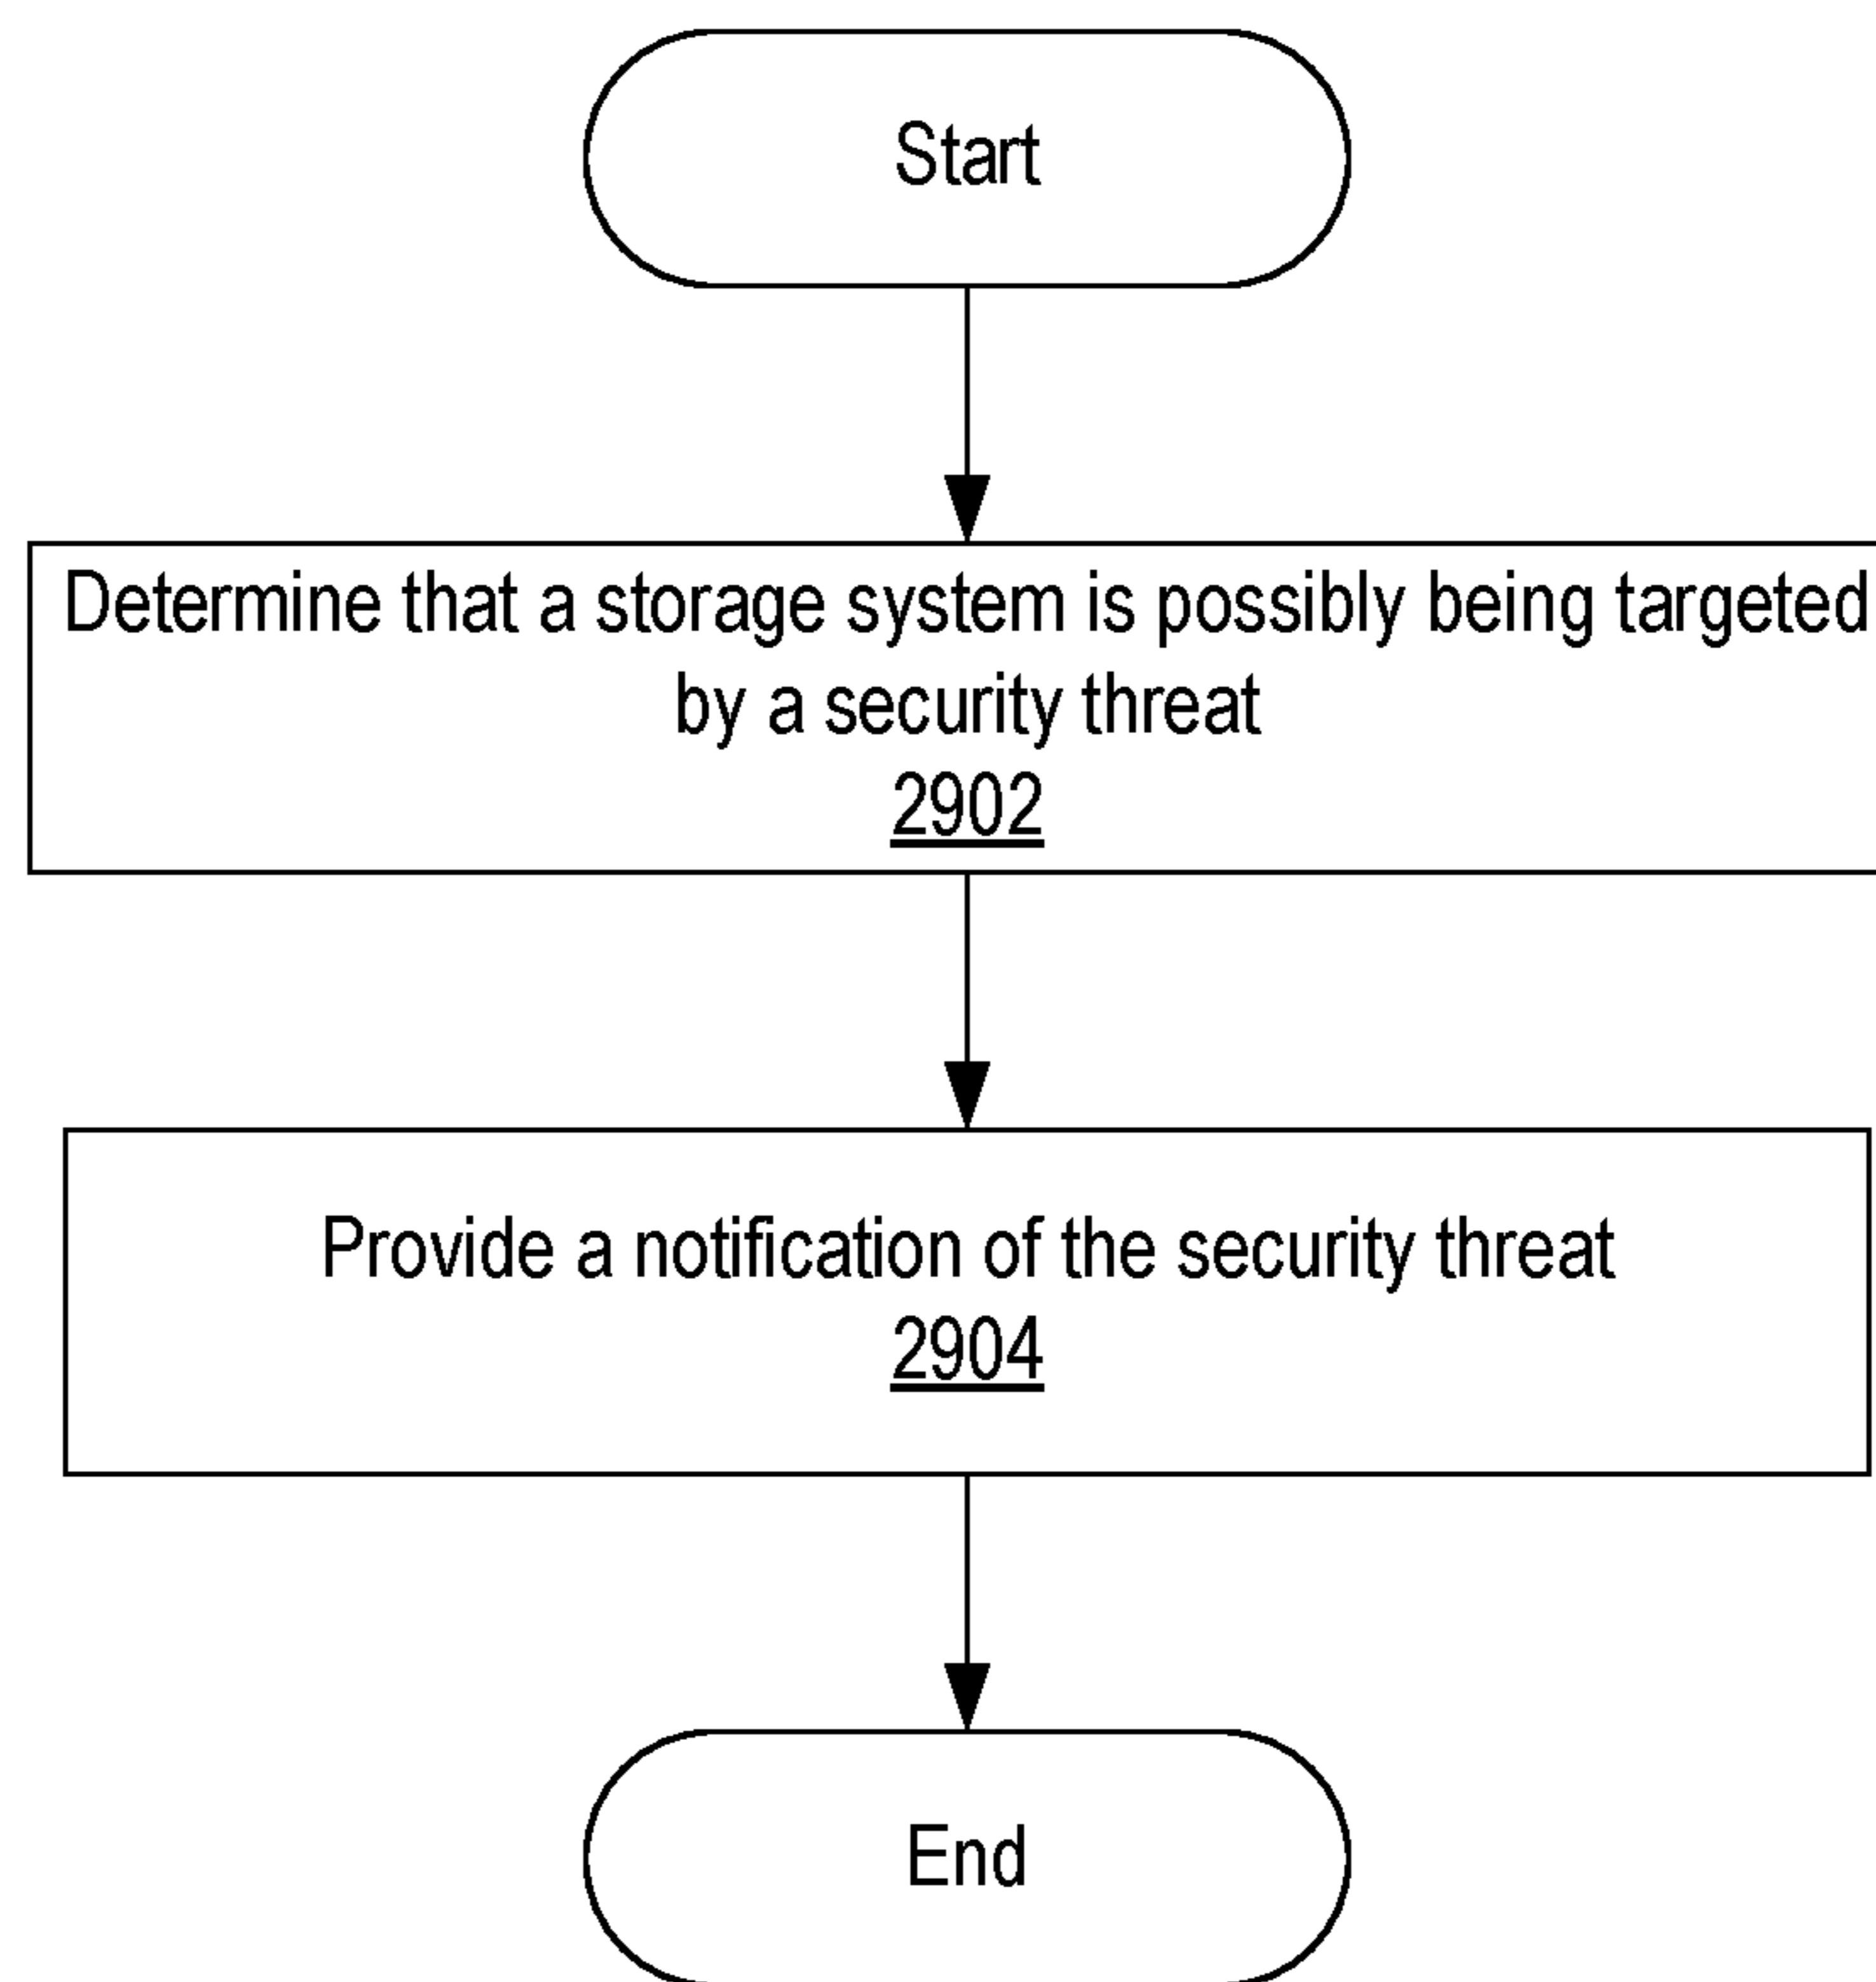 Start
Determine that a storage system is possibly being targeted
by a security threat
2902
Provide a notification of the security threat
2904
End